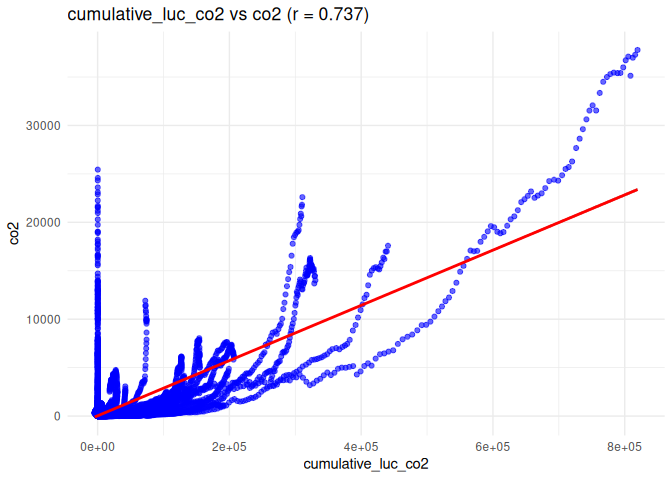 cumulative_luc_co2 vs co2 (r = 0.737)
co2
30000
20000
10000
0
0e+00 2e+05 4e+05 6e+05 8e+05
cumulative_luc_co2